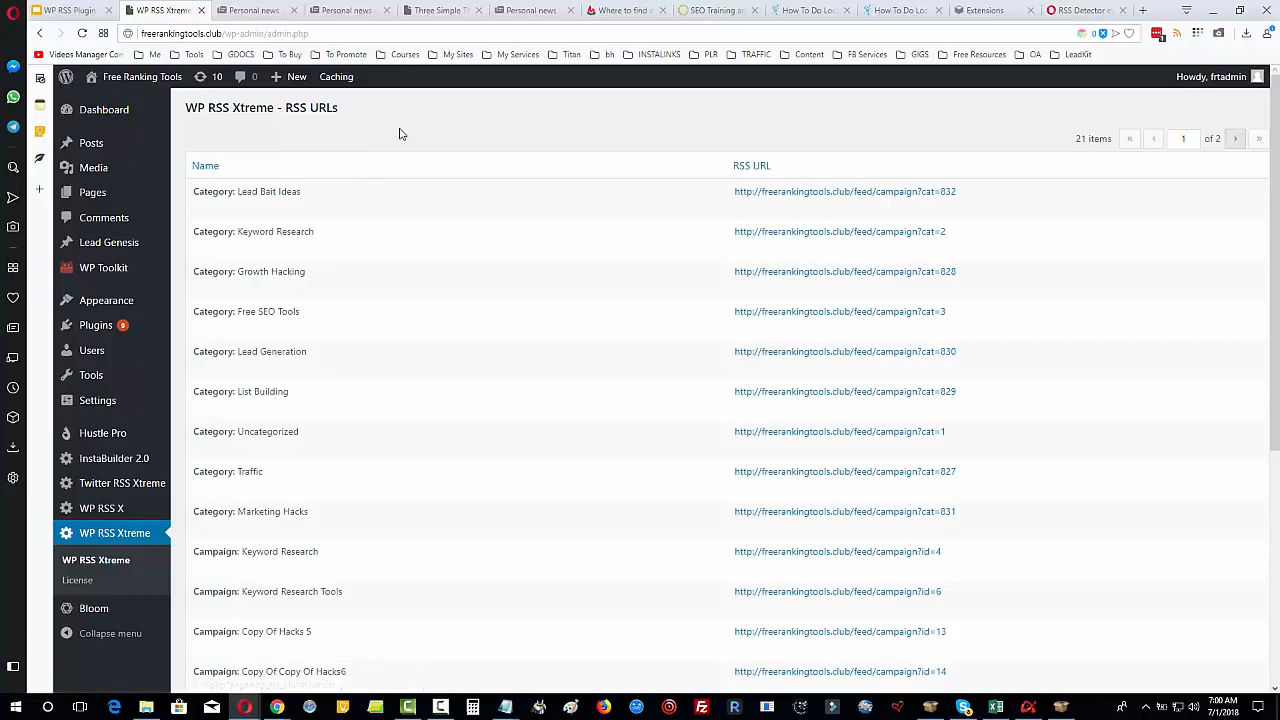 WP RSS Plugin
WP RSS Xtreme
Personal news
Personal news
Three Simple
Personal news
Where to find
SEO Training
How To Do Loc
How To Do Loc
Extensions
RSS Detector
freerankingtools.club/wp-admin/admin.php
Videos Manager Con
Me
Tools
GDOCS
To Buy
To Promote
Courses
My Sites
My Services
Titan
bh
INSTALINKS
PLR
TRAFFIC
Content
FB Services
GIGS
Free Resources
OA
LeadKit
Free Ranking Tools
10
0
New
Caching
Howdy, frtadmin
Dashboard
Posts
Media
Pages
Comments
Lead Genesis
WP Toolkit
Appearance
Plugins 9
Users
Tools
Settings
Hustle Pro
InstaBuilder 2.0
Twitter RSS Xtreme
WP RSS X
WP RSS Xtreme
WP RSS Xtreme
License
Bloom
Collapse menu
WP RSS Xtreme - RSS URLs
21 items « ‹ 1 of 2 › »
Name RSS URL
Category: Lead Bait Ideas http://freerankingtools.club/feed/campaign?cat=832
Category: Keyword Research http://freerankingtools.club/feed/campaign?cat=2
Category: Growth Hacking http://freerankingtools.club/feed/campaign?cat=828
Category: Free SEO Tools http://freerankingtools.club/feed/campaign?cat=3
Category: Lead Generation http://freerankingtools.club/feed/campaign?cat=830
Category: List Building http://freerankingtools.club/feed/campaign?cat=829
Category: Uncategorized http://freerankingtools.club/feed/campaign?cat=1
Category: Traffic http://freerankingtools.club/feed/campaign?cat=827
Category: Marketing Hacks http://freerankingtools.club/feed/campaign?cat=831
Campaign: Keyword Research http://freerankingtools.club/feed/campaign?id=4
Campaign: Keyword Research Tools http://freerankingtools.club/feed/campaign?id=6
Campaign: Copy Of Hacks 5 http://freerankingtools.club/feed/campaign?id=13
Campaign: Copy Of Copy Of Hacks6 http://freerankingtools.club/feed/campaign?id=14
7:00 AM
7/1/2018